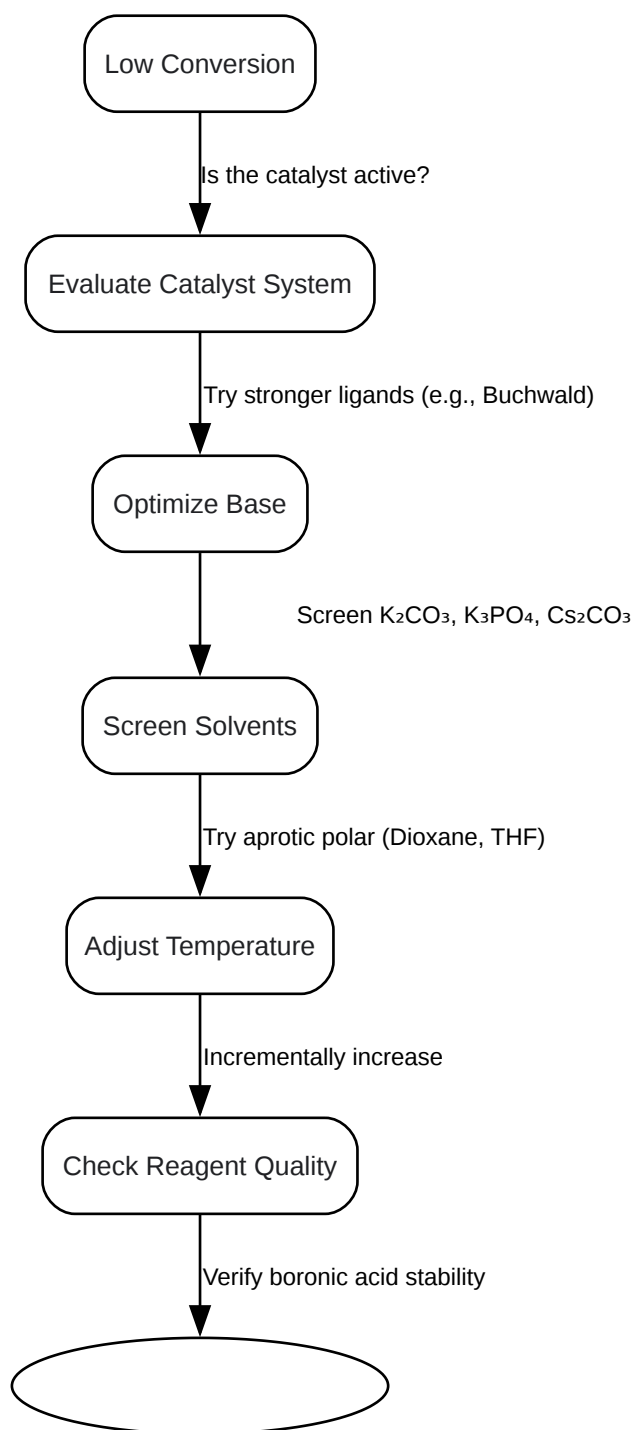 Low Conversion
Is the catalyst active?
Evaluate Catalyst System
Try stronger ligands (e.g., Buchwald)
Optimize Base
Screen K₂CO₃, K₃PO₄, Cs₂CO₃
Screen Solvents
Try aprotic polar (Dioxane, THF)
Adjust Temperature
Incrementally increase
Check Reagent Quality
Verify boronic acid stability